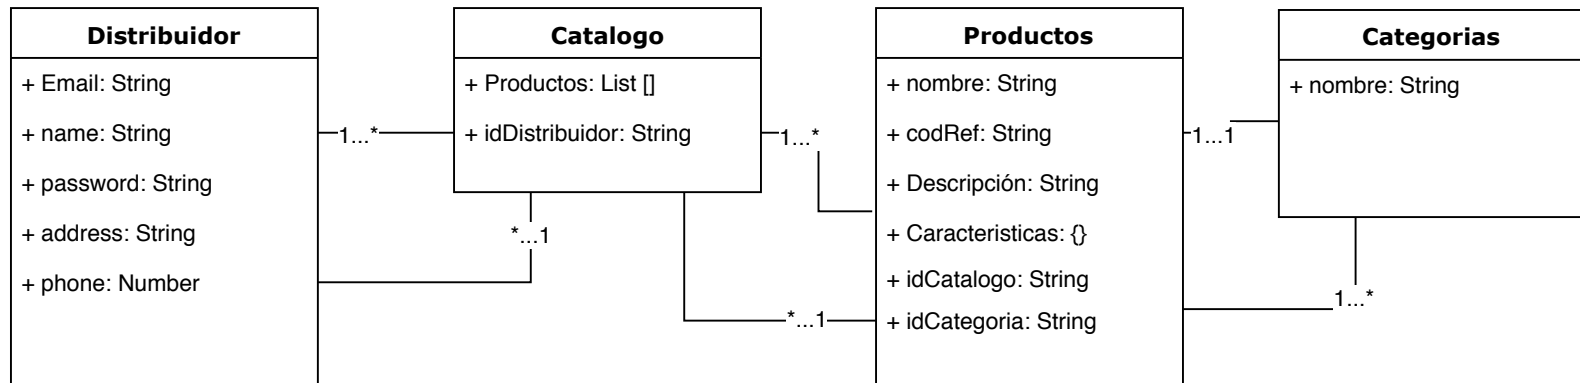 Distribuidor
+ Email: String
+ name: String
+ password: String
+ address: String
+ phone: Number
1...*
*...1
Catalogo
+ Productos: List []
+ idDistribuidor: String
1...*
*...1
Productos
+ nombre: String
+ codRef: String
+ Descripción: String
+ Caracteristicas: {}
+ idCatalogo: String
+ idCategoria: String
1...1
1...*
Categorias
+ nombre: String